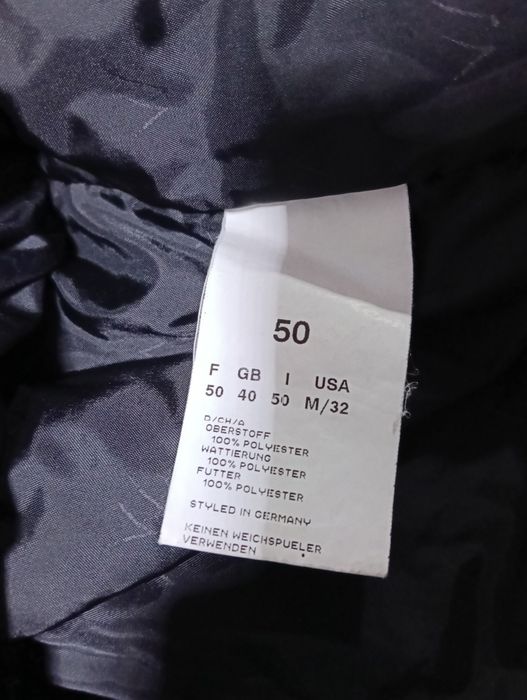 50
F GB I USA
50 40 50 M/32
D/CH/A
OBERSTOFF
100% POLYESTER
WATTIERUNG
100% POLYESTER
FUTTER
100% POLYESTER
STYLED IN GERMANY
KEINEN WEICHSPUELER
VERWENDEN